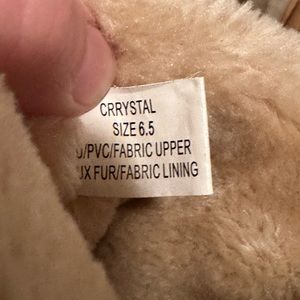 CRRYSTAL
SIZE 6.5
/PVC/FABRIC UPPER
UX FUR/FABRIC LINING